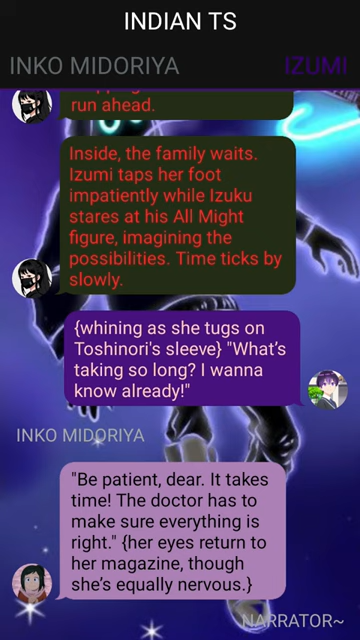 INDIAN TS
INKO MIDORIYA
IZUMI
run ahead.
Inside, the family waits.
Izumi taps her foot
impatiently while Izuku
stares at his All Might
figure, imagining the
possibilities. Time ticks by
slowly.
{whining as she tugs on
Toshinori's sleeve} "What's
taking so long? I wanna
know already!"
INKO MIDORIYA
"Be patient, dear. It takes
time! The doctor has to
make sure everything is
right." {her eyes return to
her magazine, though
she's equally nervous.}
NARRATOR~